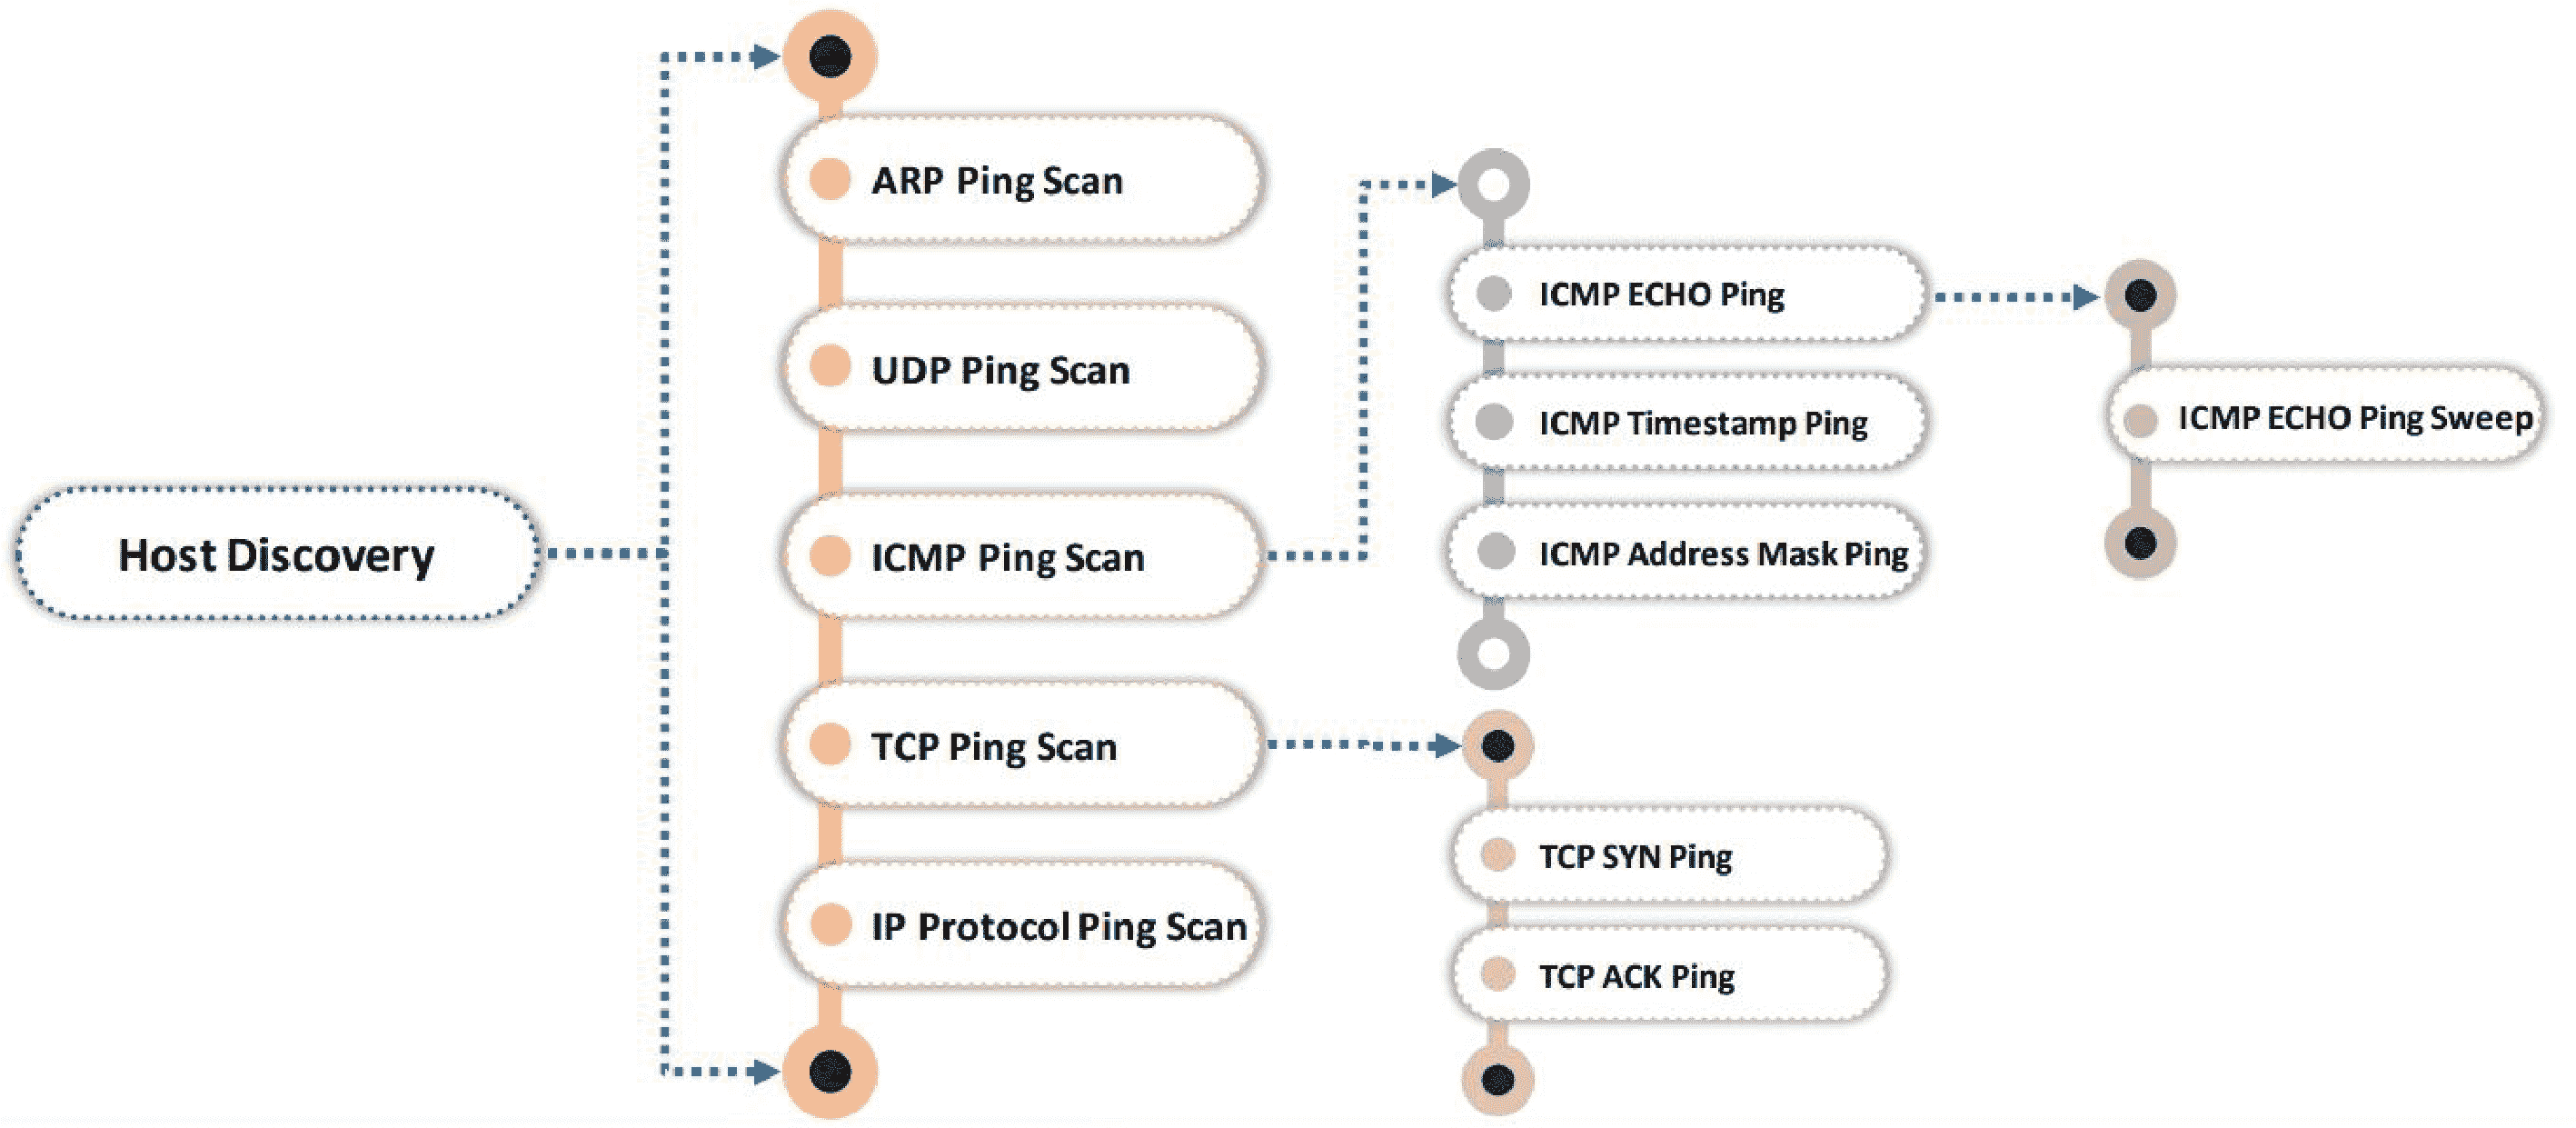 Host Discovery
ARP Ping Scan
UDP Ping Scan
ICMP Ping Scan
TCP Ping Scan
IP Protocol Ping Scan
ICMP ECHO Ping
ICMP Timestamp Ping
ICMP Address Mask Ping
TCP SYN Ping
TCP ACK Ping
ICMP ECHO Ping Sweep